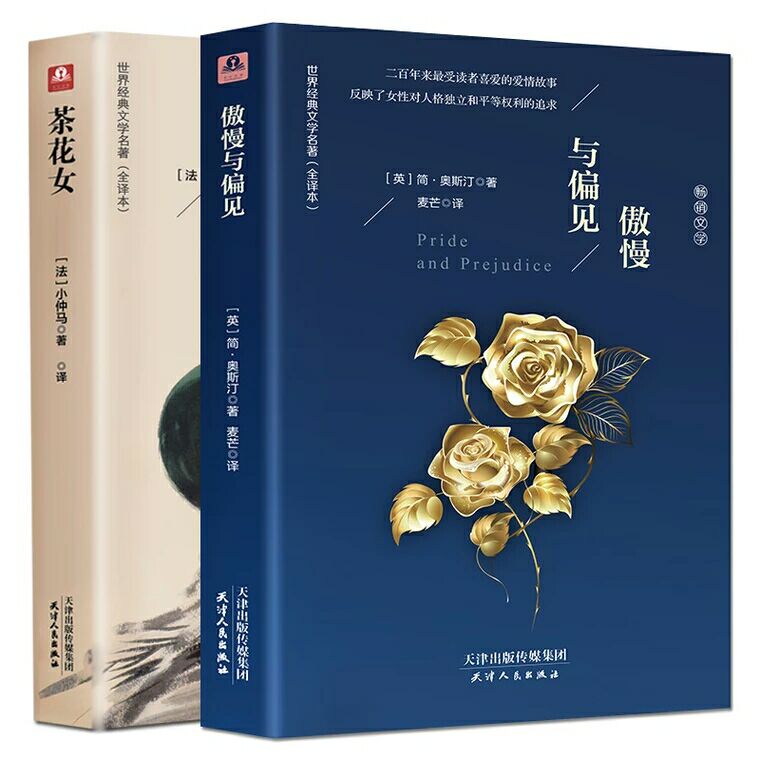 茶花女
[法]小仲马◎著 ◎译
天津出版传媒集团
天津人民出版社
世界经典文学名著(全译本)
[法
傲慢与偏见
[英]简·奥斯汀◎著 麦芒◎译
天津出版传媒集团
天津人民出版社
世界经典文学名著(全译本)
二百年来最受读者喜爱的爱情故事
反映了女性对人格独立和平等权利的追求
傲慢
与偏见
[英]简·奥斯汀◎著
麦芒◎译
Pride
and Prejudice
畅销文学
天津出版传媒集团
天津人民出版社